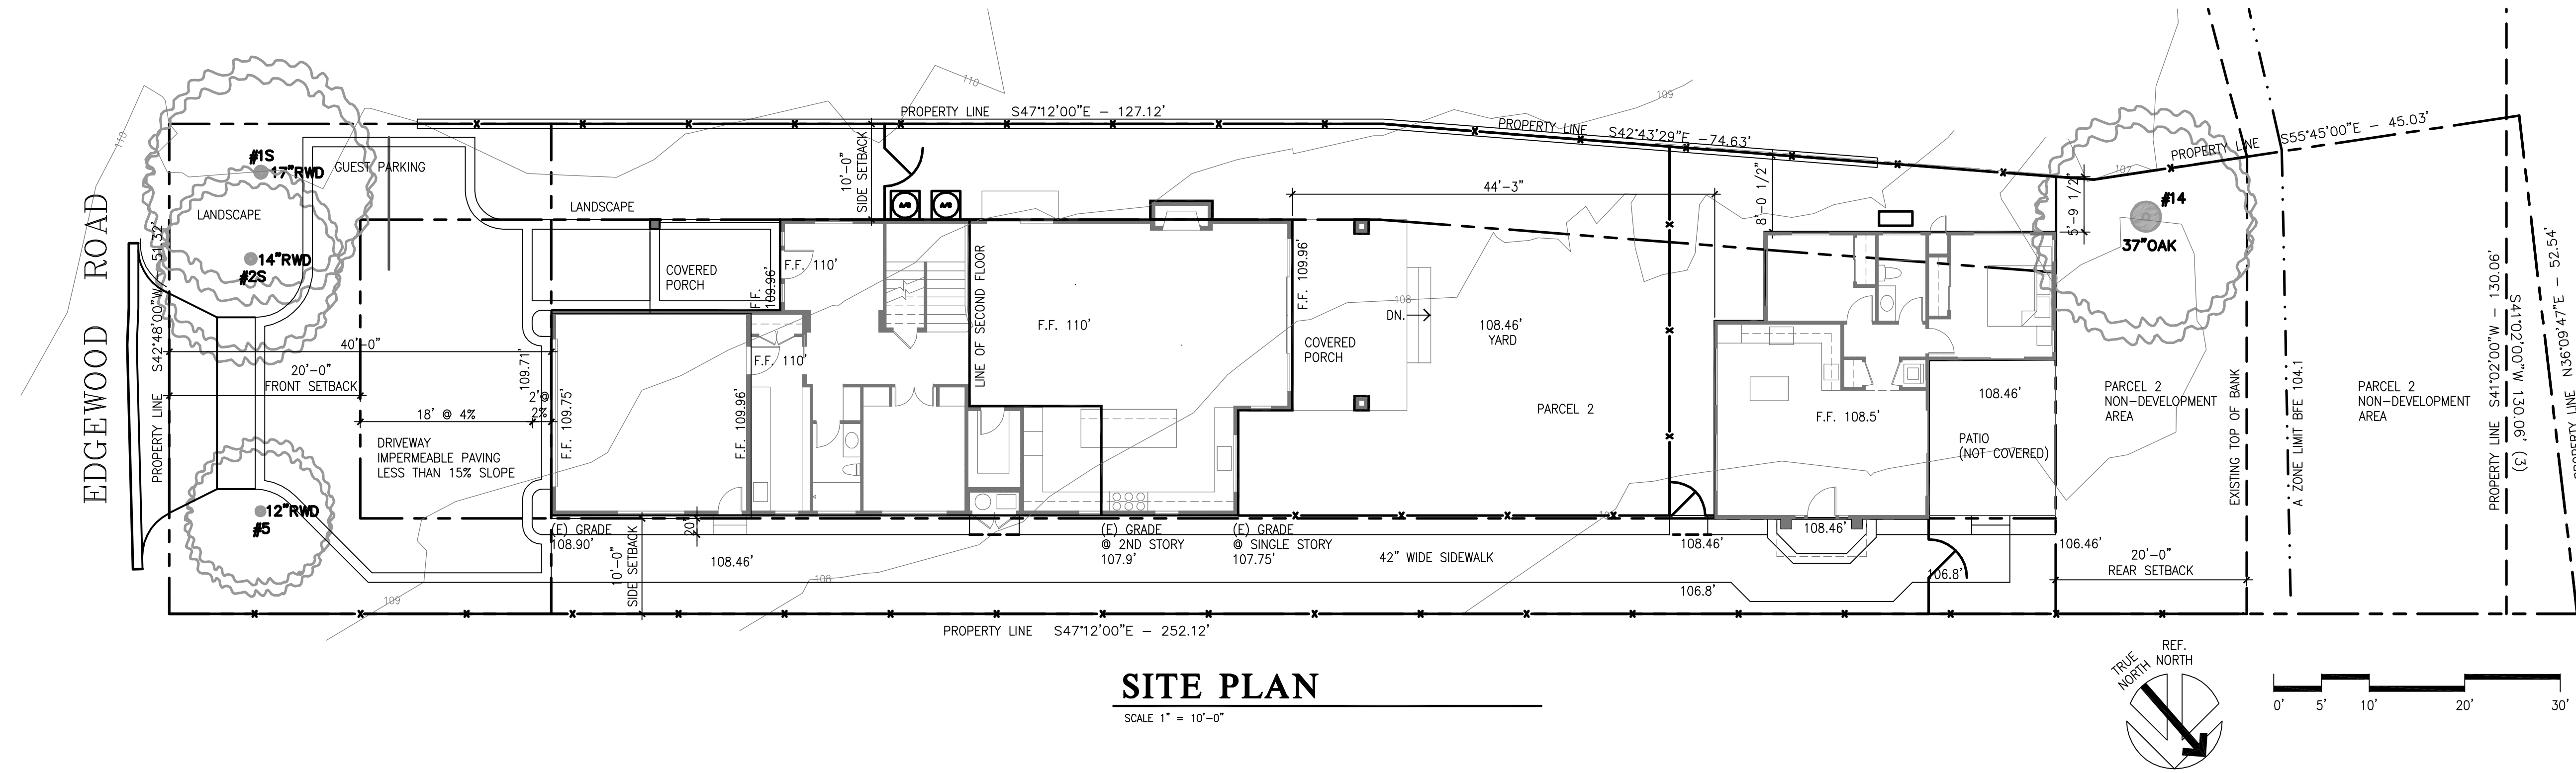 110
109
PROPERTY LINE S47°12'00"E - 127.12'
PROPERTY LINE S42°43'29"E -74.63'
PROPERTY LINE S55°45'00"E - 45.03'
110
#1S
17"RWD
GUEST PARKING
LANDSCAPE
14"RWD
#2S
LANDSCAPE
10'-0"
SIDE SETBACK
A/C
A/C
44'-3"
8'-0 1/2"
5'-9 1/2"
107
#14
37"OAK
EDGEWOOD ROAD
PROPERTY LINE S42°48'00"W 51.32'
COVERED
PORCH
F.F.
109.96'
F.F. 110'
LINE OF SECOND FLOOR
F.F. 110'
F.F. 109.96'
COVERED
PORCH
108
DN.
108.46'
YARD
40'-0"
20'-0"
FRONT SETBACK
109.71'
2'@
2%
18' @ 4%
DRIVEWAY
IMPERMEABLE PAVING
LESS THAN 15% SLOPE
F.F. 109.75'
F.F. 109.96'
F.F. 110'
PARCEL 2
F.F. 108.5'
108.46'
PATIO
(NOT COVERED)
PARCEL 2
NON-DEVELOPMENT
AREA
EXISTING TOP OF BANK
A ZONE LIMIT BFE 104.1
PARCEL 2
NON-DEVELOPMENT
AREA
PROPERTY LINE S41°02'00"W - 130.06'
S41°02'00"W 130.06' (3)
PROPERTY LINE N36°09'47"E - 52.54'
12"RWD
#5
(E) GRADE
108.90'
10'-0"
SIDE SETBACK
20'
108.46'
(E) GRADE
@ 2ND STORY
107.9'
(E) GRADE
@ SINGLE STORY
107.75'
42" WIDE SIDEWALK
108.46'
108.46'
106.46'
106.8'
106.8'
20'-0"
REAR SETBACK
109
108
PROPERTY LINE S47°12'00"E - 252.12'
SITE PLAN
SCALE 1" = 10'-0"
TRUE
NORTH
REF.
NORTH
0' 5' 10' 20' 30'